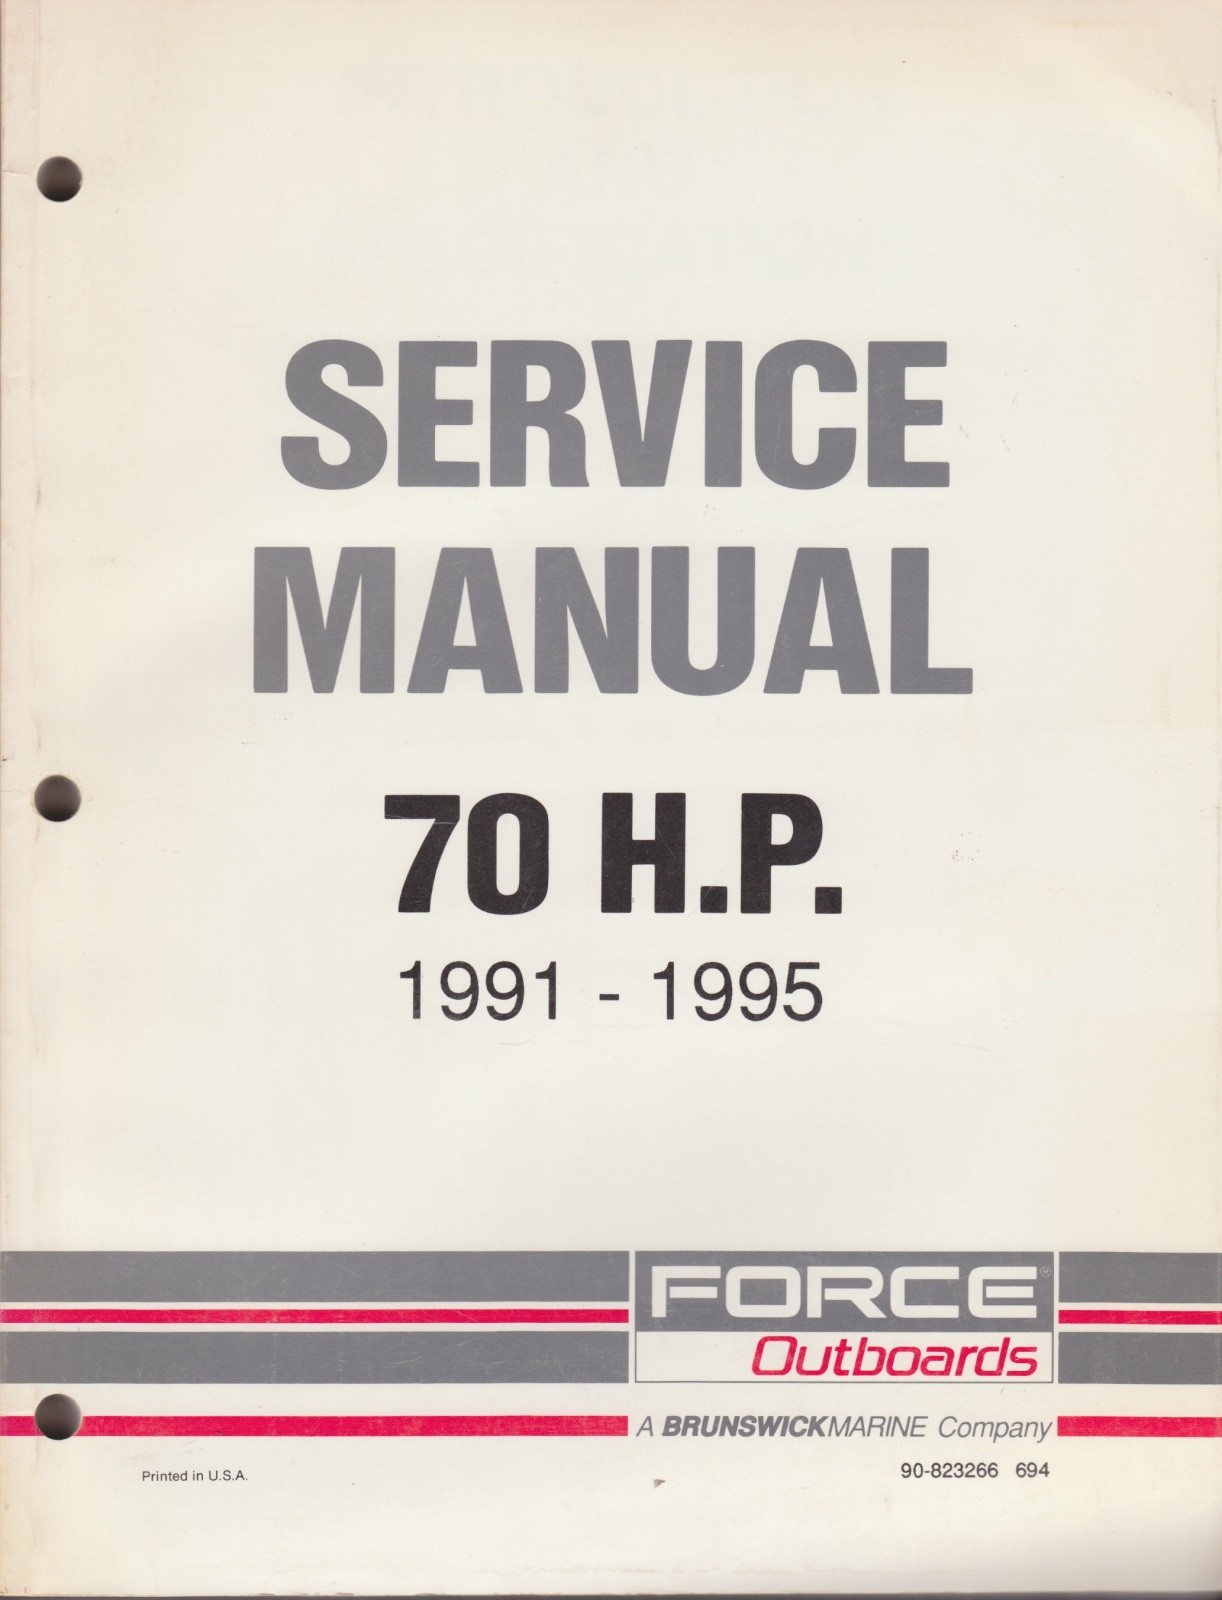 SERVICE
MANUAL
70 H.P.
1991 - 1995
FORCE®
Outboards
A BRUNSWICKMARINE Company
Printed in U.S.A.
90-823266 694